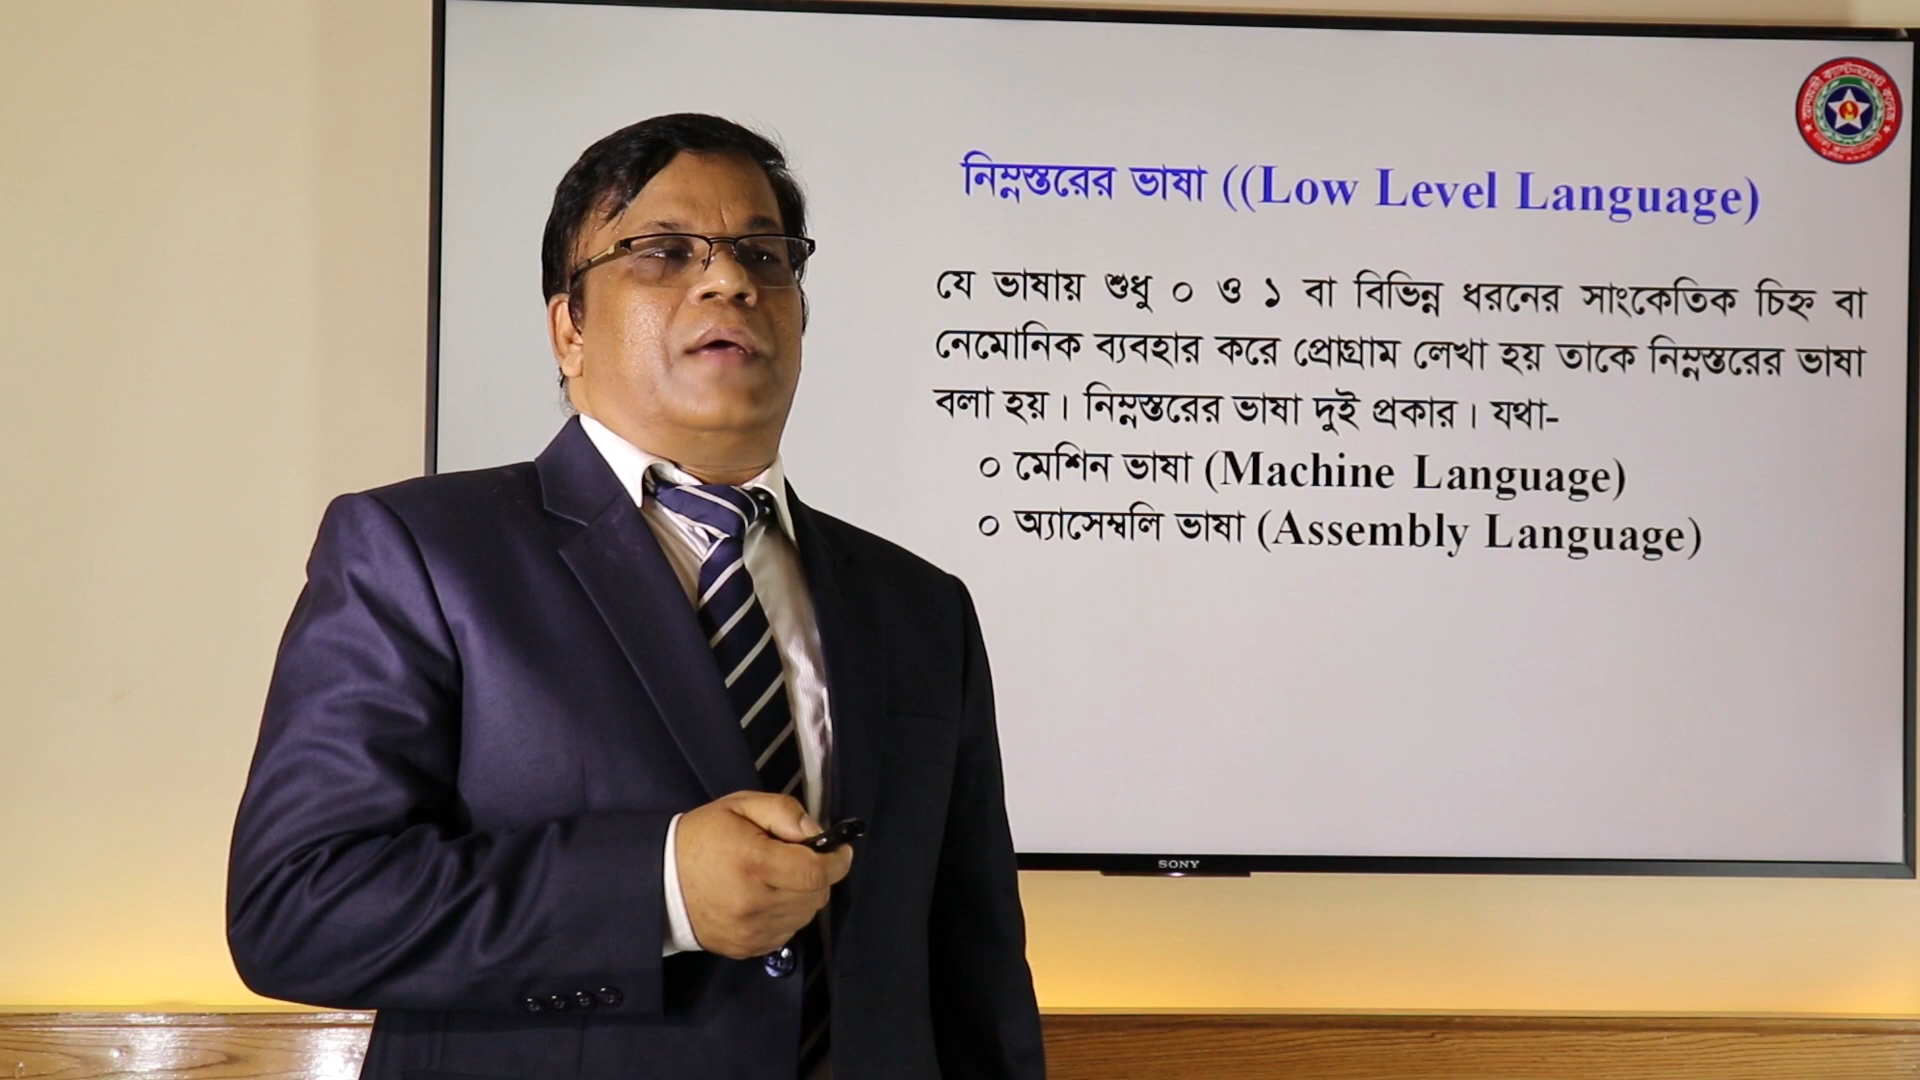 নিম্নস্তরের ভাষা ((Low Level Language)
যে ভাষায় শুধু ০ ও ১ বা বিভিন্ন ধরনের সাংকেতিক চিহ্ন বা
নেমোনিক ব্যবহার করে প্রোগ্রাম লেখা হয় তাকে নিম্নস্তরের ভাষা
বলা হয়। নিম্নস্তরের ভাষা দুই প্রকার। যথা-
০ মেশিন ভাষা (Machine Language)
০ অ্যাসেম্বলি ভাষা (Assembly Language)
SONY